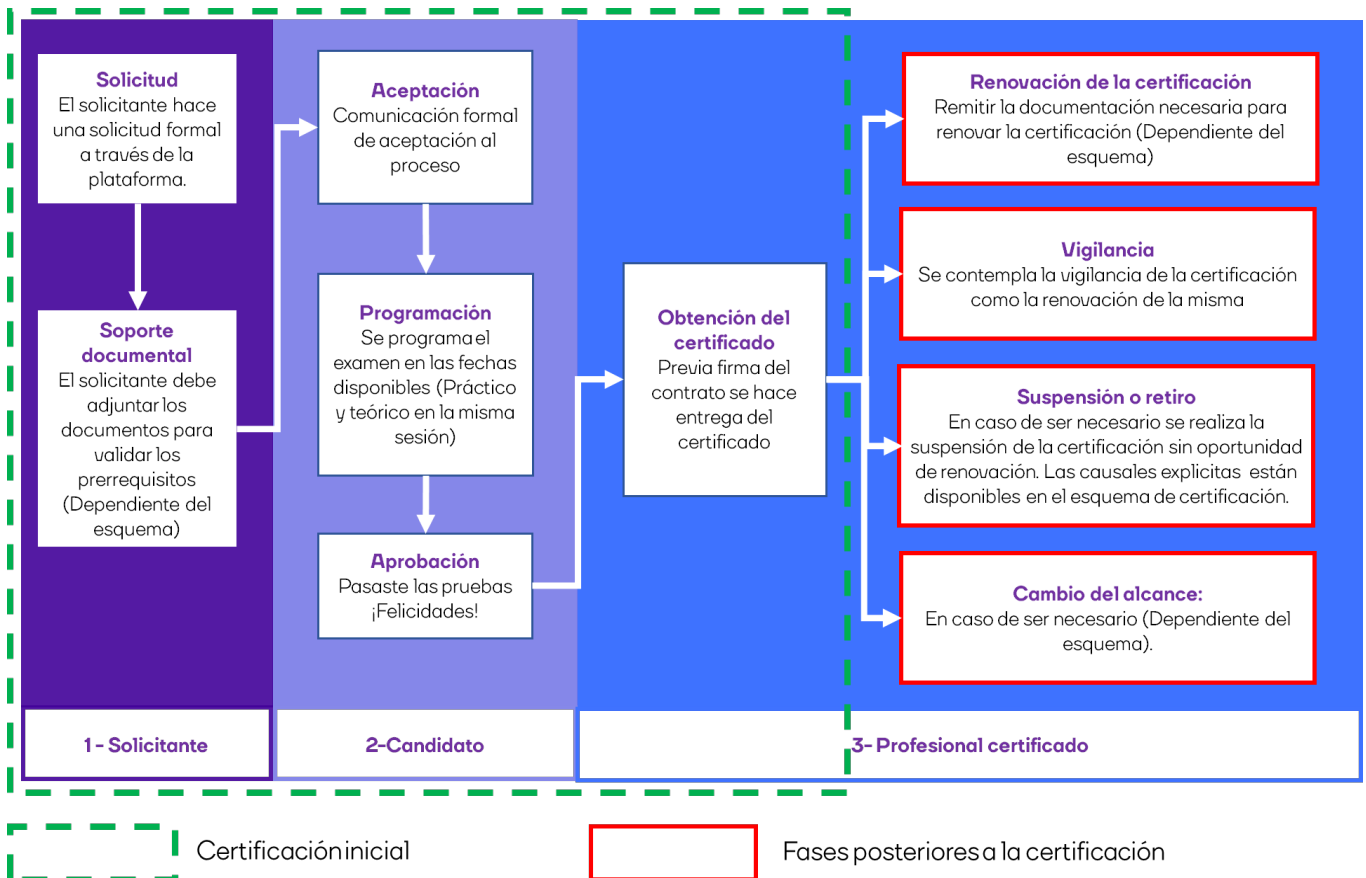 Solicitud
El solicitante hace
una solicitud formal
a través de la
plataforma.
Soporte
documental
El solicitante debe
adjuntar los
documentos para
validar los
prerrequisitos
(Dependiente del
esquema)
1 - Solicitante
Aceptación
Comunicación formal
de aceptación al
proceso
Programación
Se programa el
examen en las fechas
disponibles (Práctico
y teórico en la misma
sesión)
Aprobación
Pasaste las pruebas
¡Felicidades!
2-Candidato
Obtención del
certificado
Previa firma del
contrato se hace
entrega del
certificado
Renovación de la certificación
Remitir la documentación necesaria para
renovar la certificación (Dependiente del
esquema)
Vigilancia
Se contempla la vigilancia de la certificación
como la renovación de la misma
Suspensión o retiro
En caso de ser necesario se realiza la
suspensión de la certificación sin oportunidad
de renovación. Las causales explicitas están
disponibles en el esquema de certificación.
Cambio del alcance:
En caso de ser necesario (Dependiente del
esquema).
3- Profesional certificado
Certificación inicial
Fases posteriores a la certificación